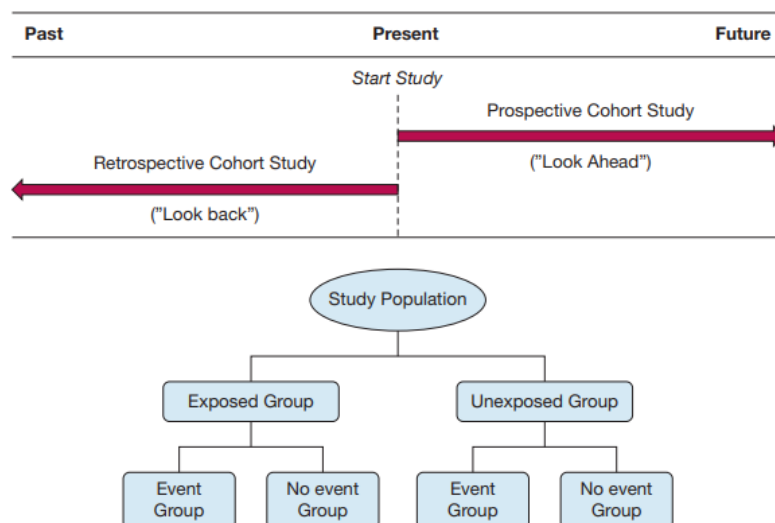 Past Present Future
Start Study
Prospective Cohort Study
("Look Ahead")
Retrospective Cohort Study
("Look back")
Study Population
Exposed Group Unexposed Group
Event No event Event No event
Group Group Group Group